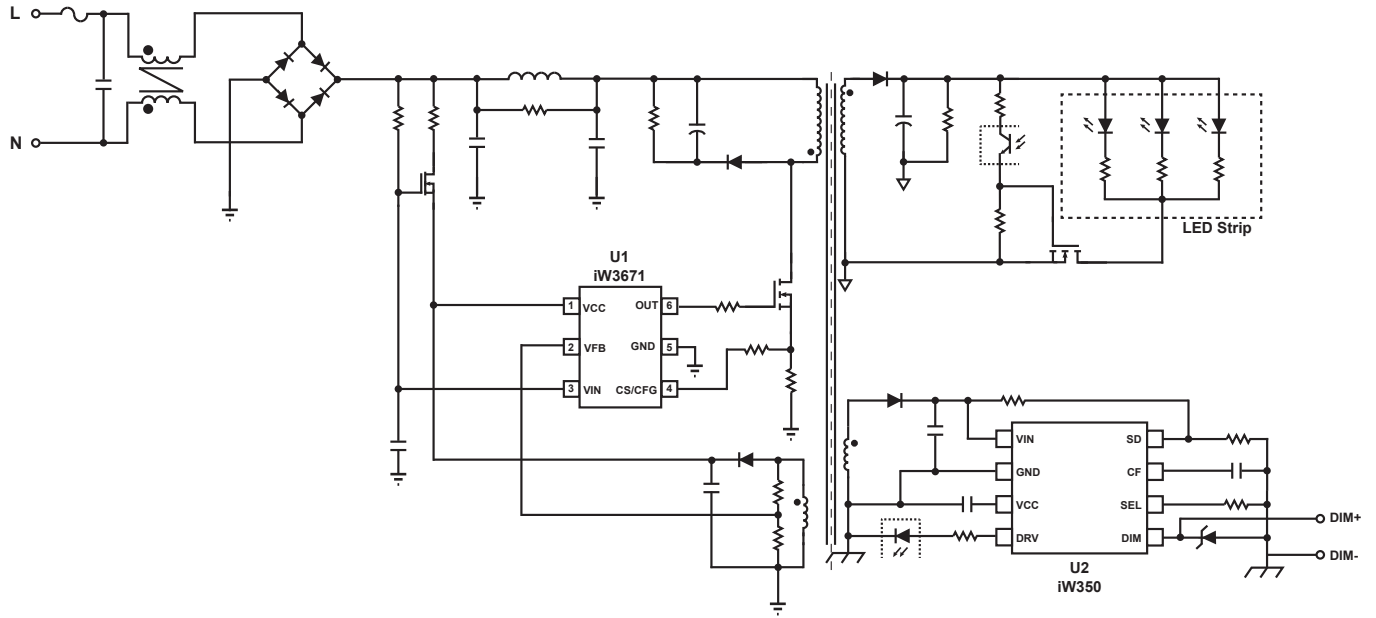 L
N
LED Strip
U1
iW3671
1 VCC OUT 6
2 VFB GND 5
3 VIN CS/CFG 4
VIN SD
GND CF
VCC SEL
DRV DIM
DIM+
DIM-
U2
iW350